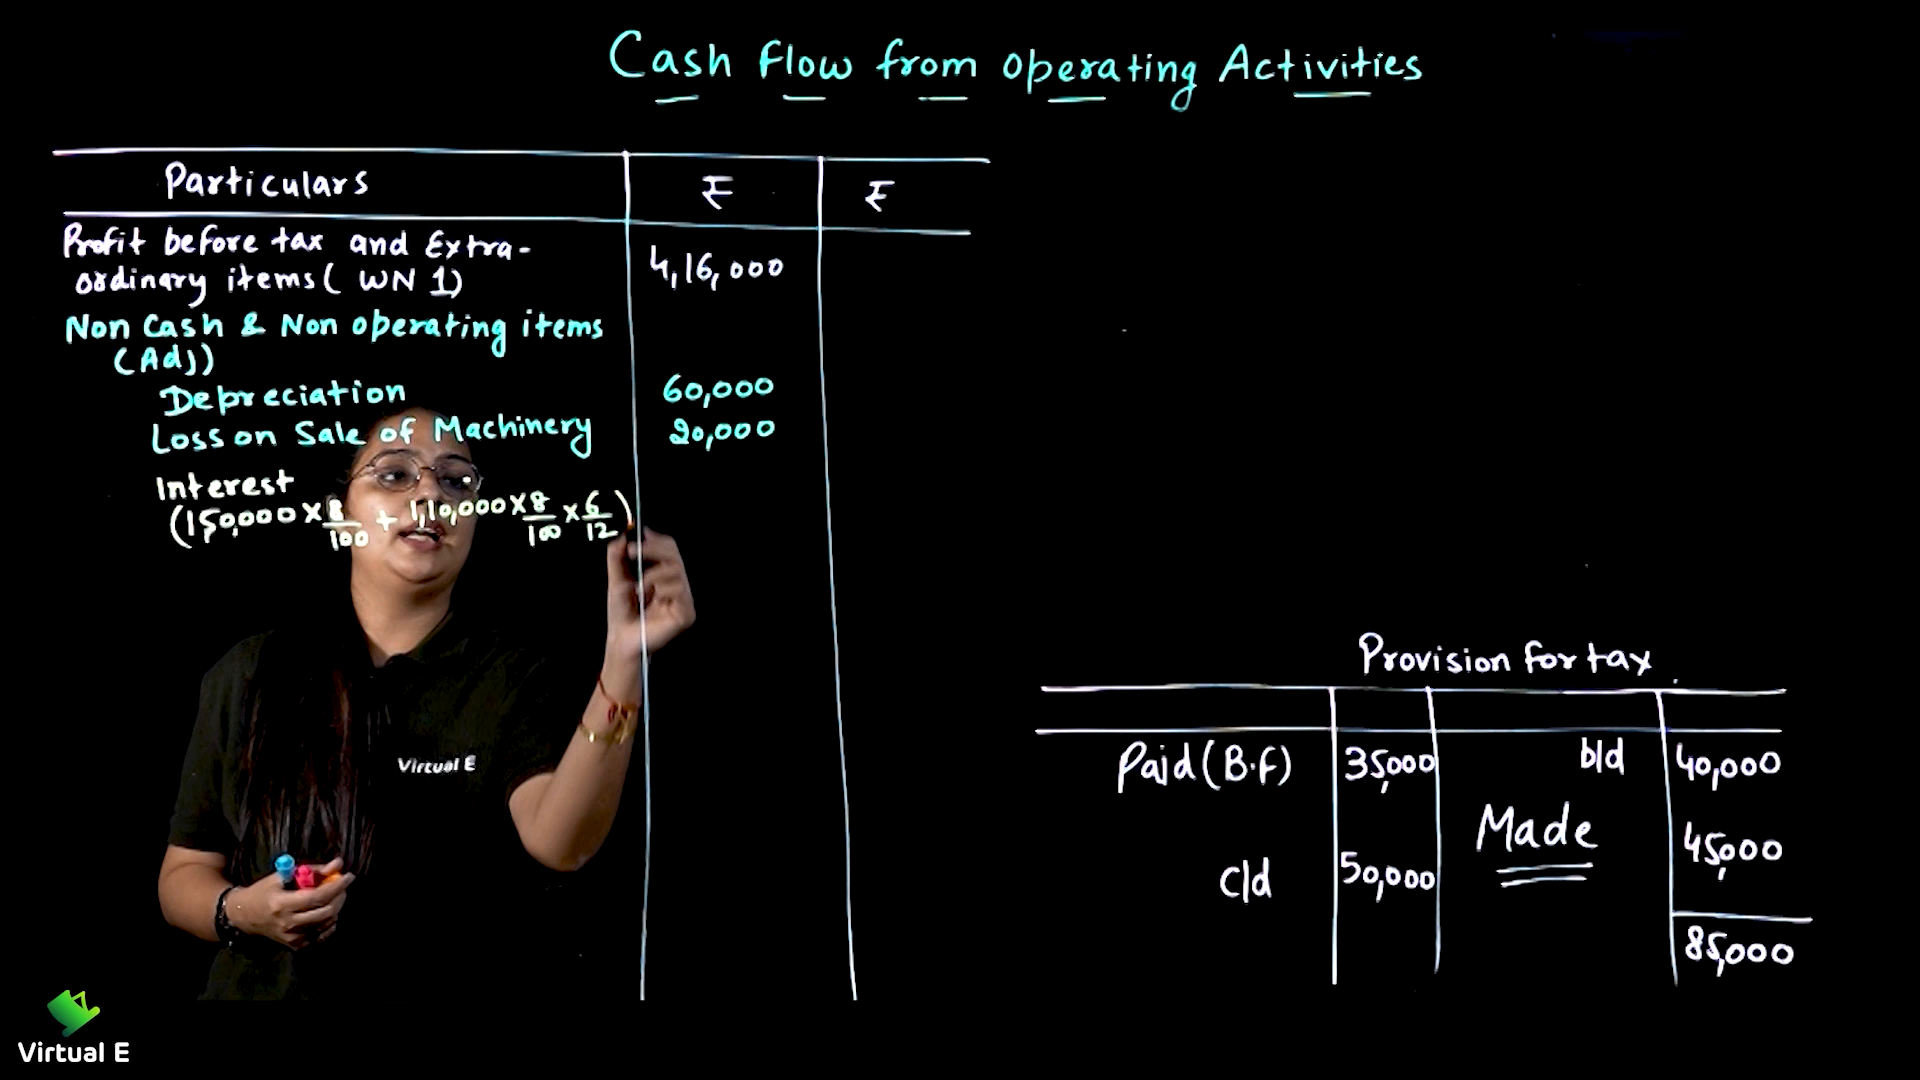 Cash Flow from Operating Activities
Particulars ₹ ₹
Profit before tax and Extra-
ordinary items ( WN 1) 4,16,000
Non Cash & Non operating items
(Adj)
Depreciation 60,000
Loss on Sale of Machinery 20,000
Interest
(150,000 × 8/100 + 1,10,000 × 8/100 × 6/12)
Provision for tax
Paid (B.F) 35,000 b/d 40,000
Made 45,000
c/d 50,000
85,000
Virtual E
Virtual E